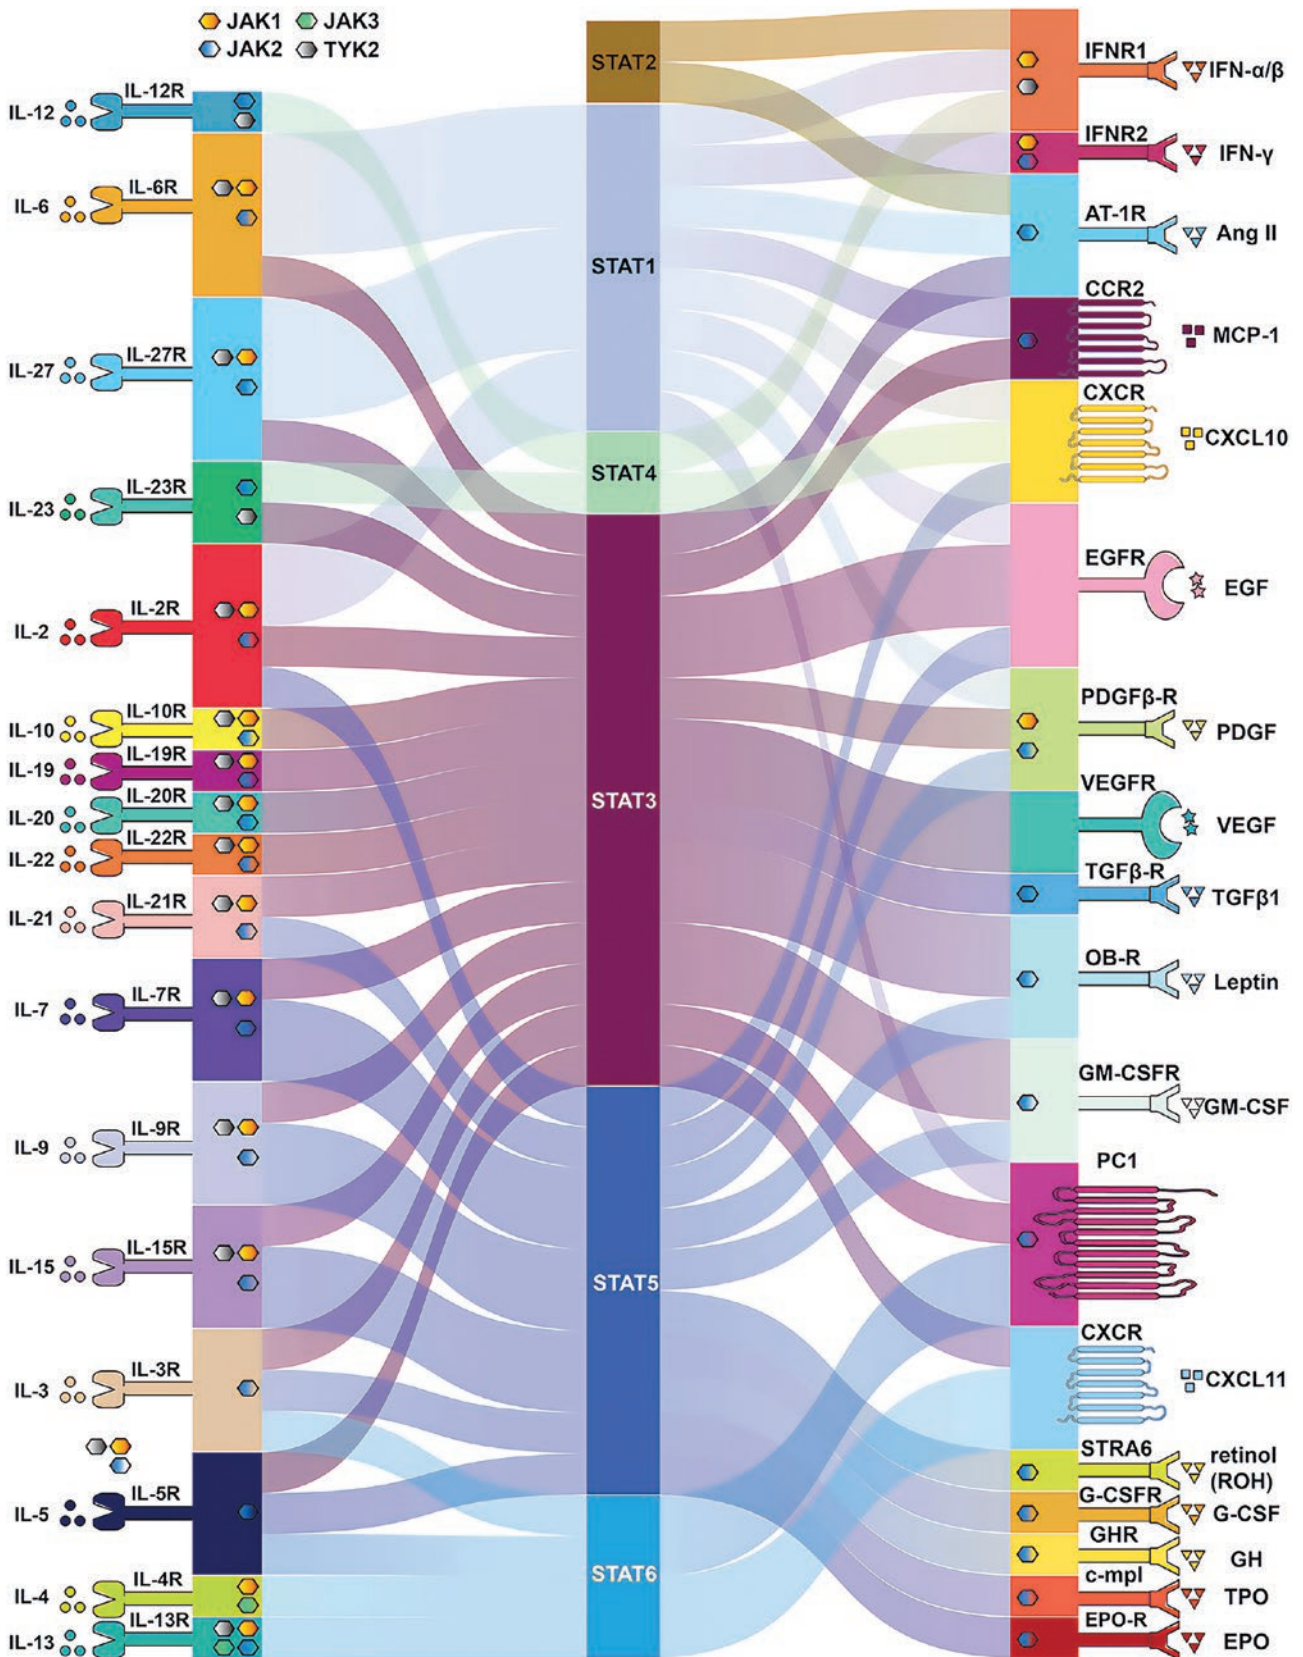 JAK1
JAK3
JAK2
TYK2
IL-12
IL-12R
IL-6
IL-6R
IL-27
IL-27R
IL-23
IL-23R
IL-2
IL-2R
IL-10
IL-10R
IL-19
IL-19R
IL-20
IL-20R
IL-22
IL-22R
IL-21
IL-21R
IL-7
IL-7R
IL-9
IL-9R
IL-15
IL-15R
IL-3
IL-3R
IL-5
IL-5R
IL-4
IL-4R
IL-13
IL-13R
STAT2
STAT1
STAT4
STAT3
STAT5
STAT6
IFNR1
IFN-α/β
IFNR2
IFN-γ
AT-1R
Ang II
CCR2
MCP-1
CXCR
CXCL10
EGFR
EGF
PDGFβ-R
PDGF
VEGFR
VEGF
TGFβ-R
TGFβ1
OB-R
Leptin
GM-CSFR
GM-CSF
PC1
CXCR
CXCL11
STRA6
retinol
(ROH)
G-CSFR
G-CSF
GHR
GH
c-mpl
TPO
EPO-R
EPO